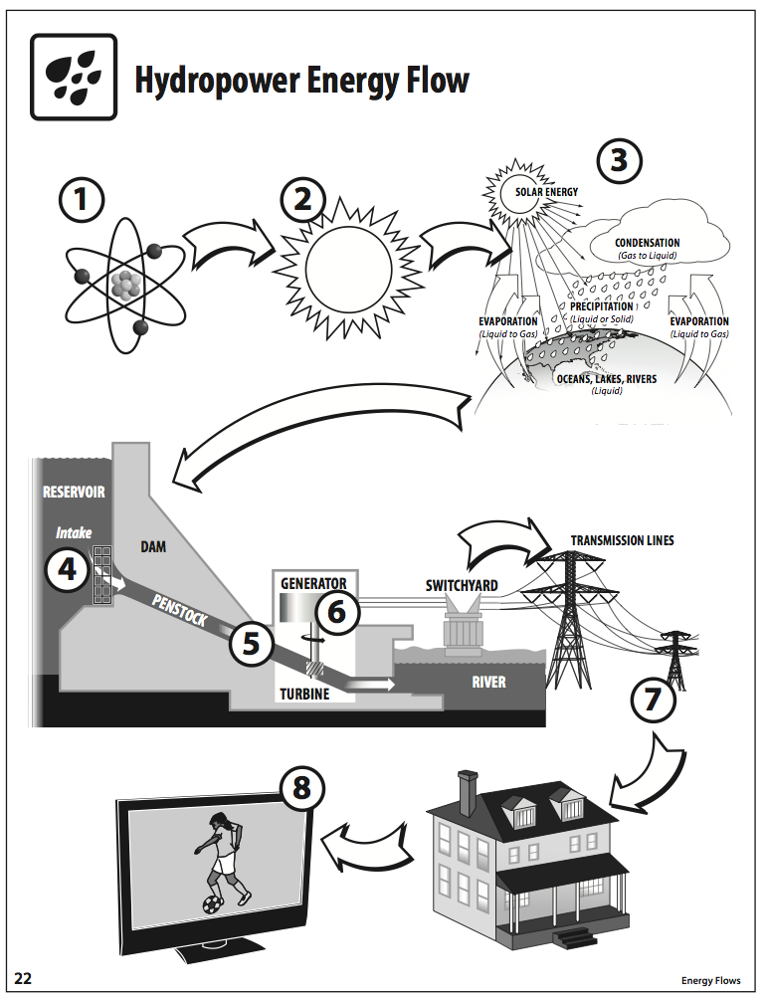 Hydropower Energy Flow
1
2
3
SOLAR ENERGY
CONDENSATION
(Gas to Liquid)
PRECIPITATION
(Liquid or Solid)
EVAPORATION
(Liquid to Gas)
EVAPORATION
(Liquid to Gas)
OCEANS, LAKES, RIVERS
(Liquid)
RESERVOIR
Intake
4
DAM
PENSTOCK
5
GENERATOR
6
TURBINE
SWITCHYARD
RIVER
TRANSMISSION LINES
7
8
22
Energy Flows